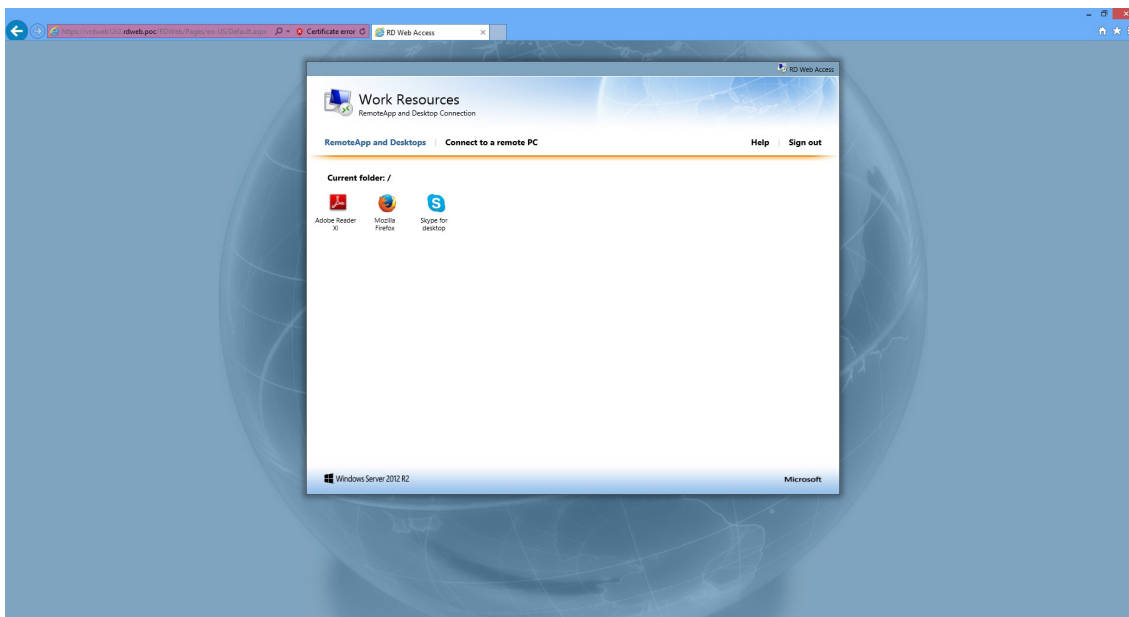 Certificate error
RD Web Access
RD Web Access
Work Resources
RemoteApp and Desktop Connection
RemoteApp and Desktops | Connect to a remote PC
Help | Sign out
Current folder: /
Adobe Reader
XI
Mozilla
Firefox
Skype for
desktop
Windows Server 2012 R2
Microsoft